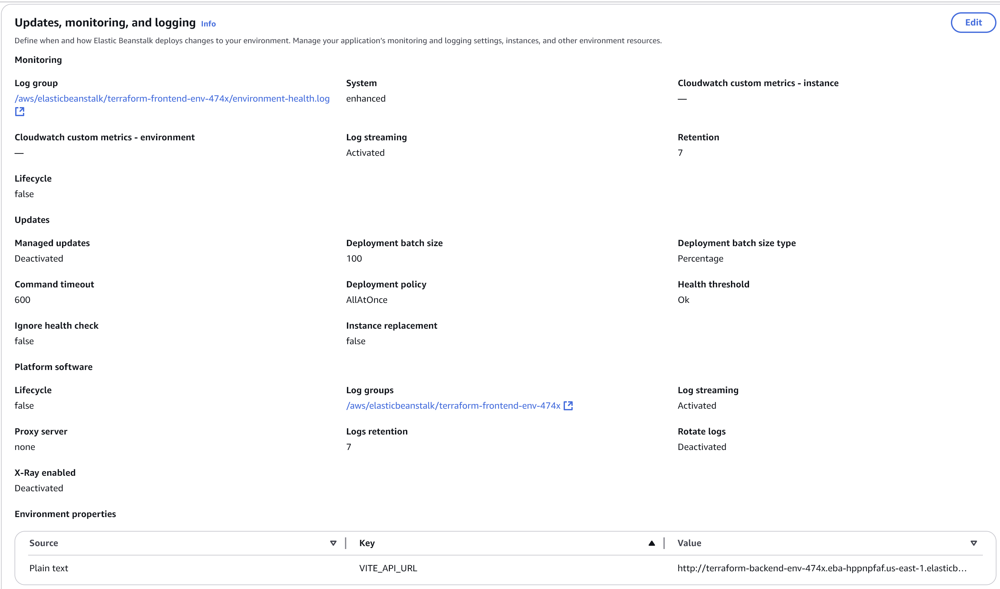 Updates, monitoring, and logging Info
Edit
Define when and how Elastic Beanstalk deploys changes to your environment. Manage your application’s monitoring and logging settings, instances, and other environment resources.
Monitoring
Log group
System
Cloudwatch custom metrics - instance
/aws/elasticbeanstalk/terraform-frontend-env-474x/environment-health.log
enhanced
—
Cloudwatch custom metrics - environment
Log streaming
Retention
—
Activated
7
Lifecycle
false
Updates
Managed updates
Deployment batch size
Deployment batch size type
Deactivated
100
Percentage
Command timeout
Deployment policy
Health threshold
600
AllAtOnce
Ok
Ignore health check
Instance replacement
false
false
Platform software
Lifecycle
Log groups
Log streaming
false
/aws/elasticbeanstalk/terraform-frontend-env-474x
Activated
Proxy server
Logs retention
Rotate logs
none
7
Deactivated
X-Ray enabled
Deactivated
Environment properties
Source
Key
Value
Plain text
VITE_API_URL
http://terraform-backend-env-474x.eba-hppnpfaf.us-east-1.elasticb…